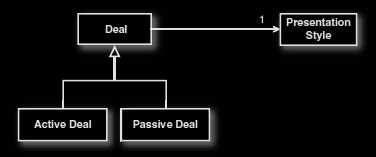 Deal
1
Presentation
Style
Active Deal
Passive Deal